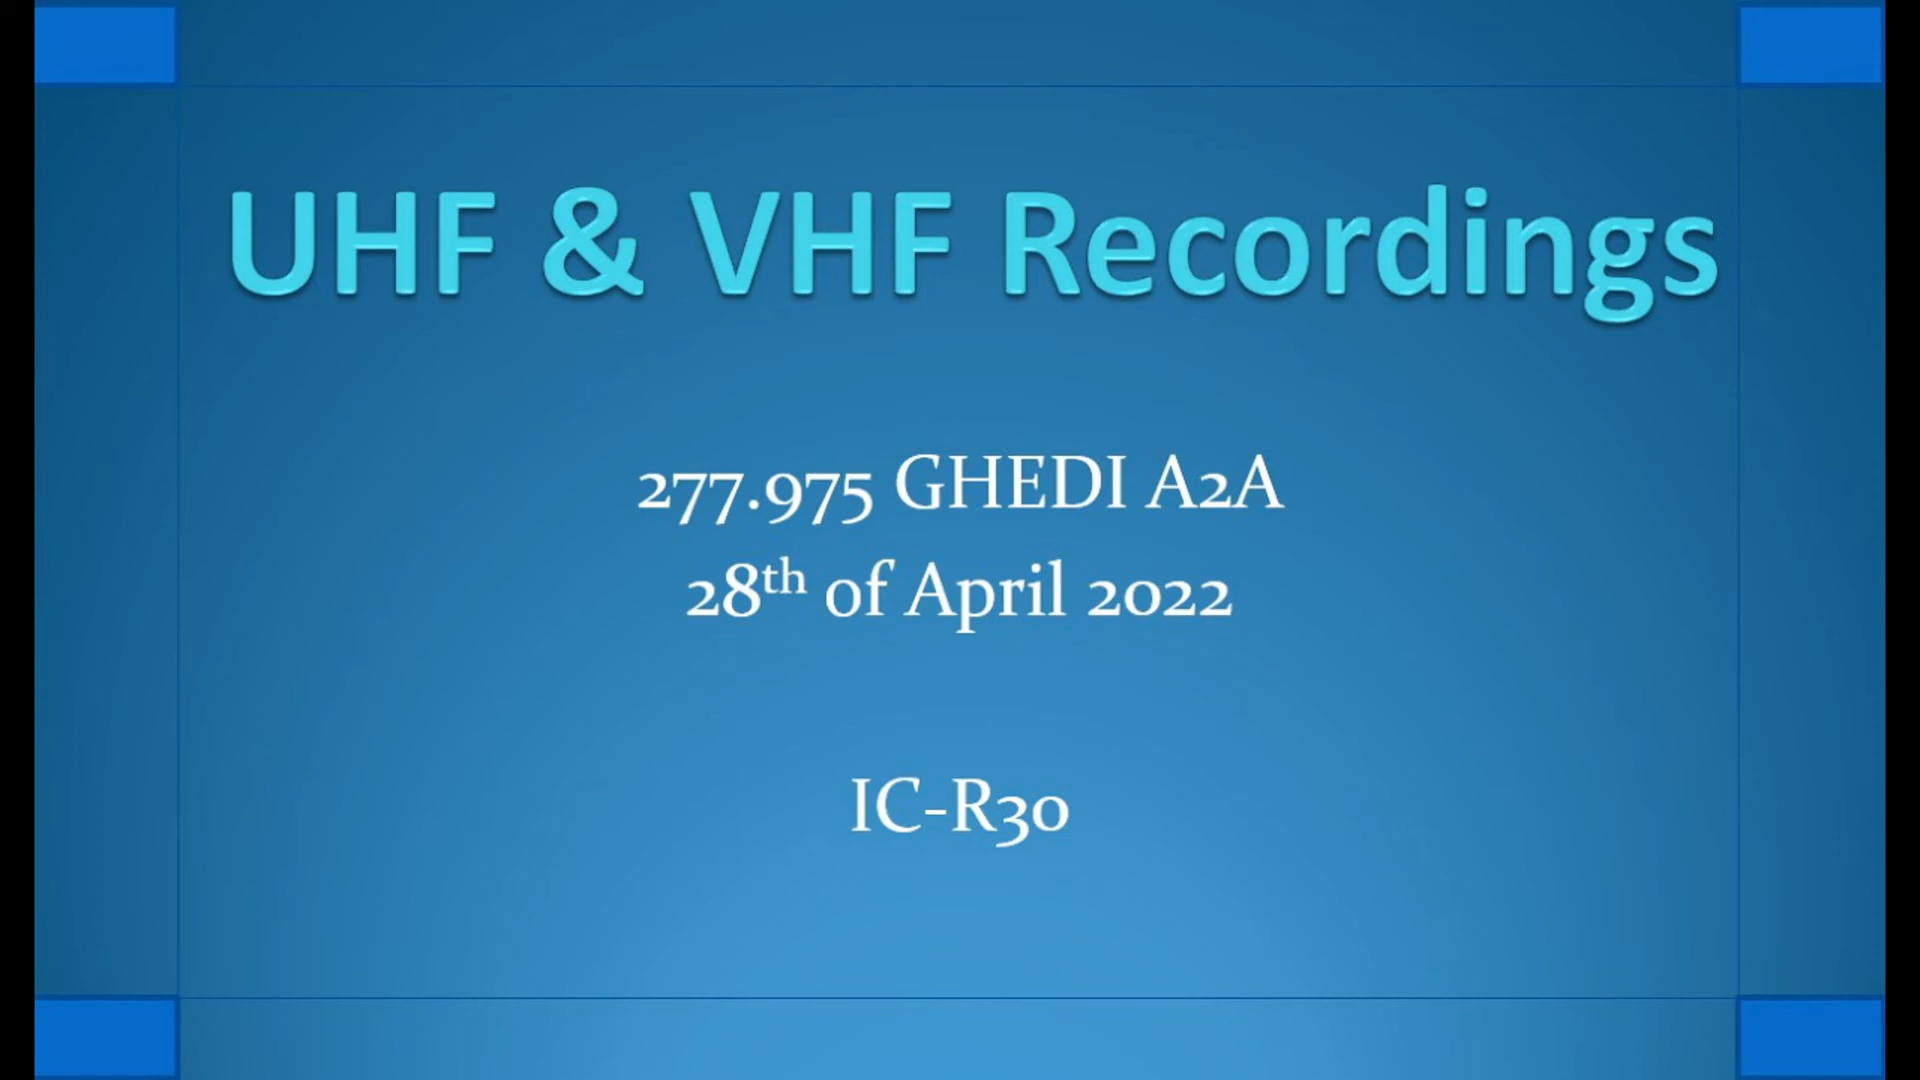 UHF & VHF Recordings
277.975 GHEDI A2A
28th of April 2022
IC-R30